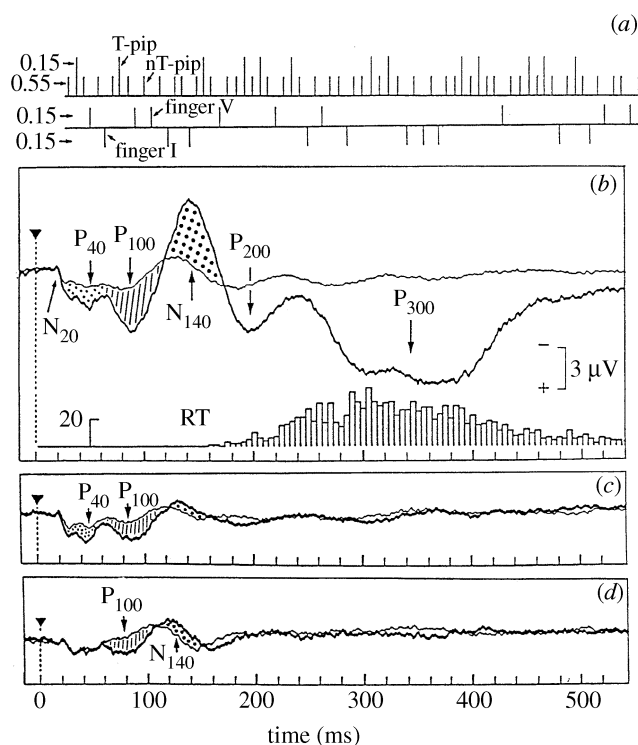 (a)
T-pip
0.15
nT-pip
0.55
0.15
finger V
0.15
finger I
(b)
P40 P100 P200
N20 N140 P300
− 
+ 3 µV
20 RT
(c)
P40 P100
(d)
P100
N140
0 100 200 300 400 500
time (ms)